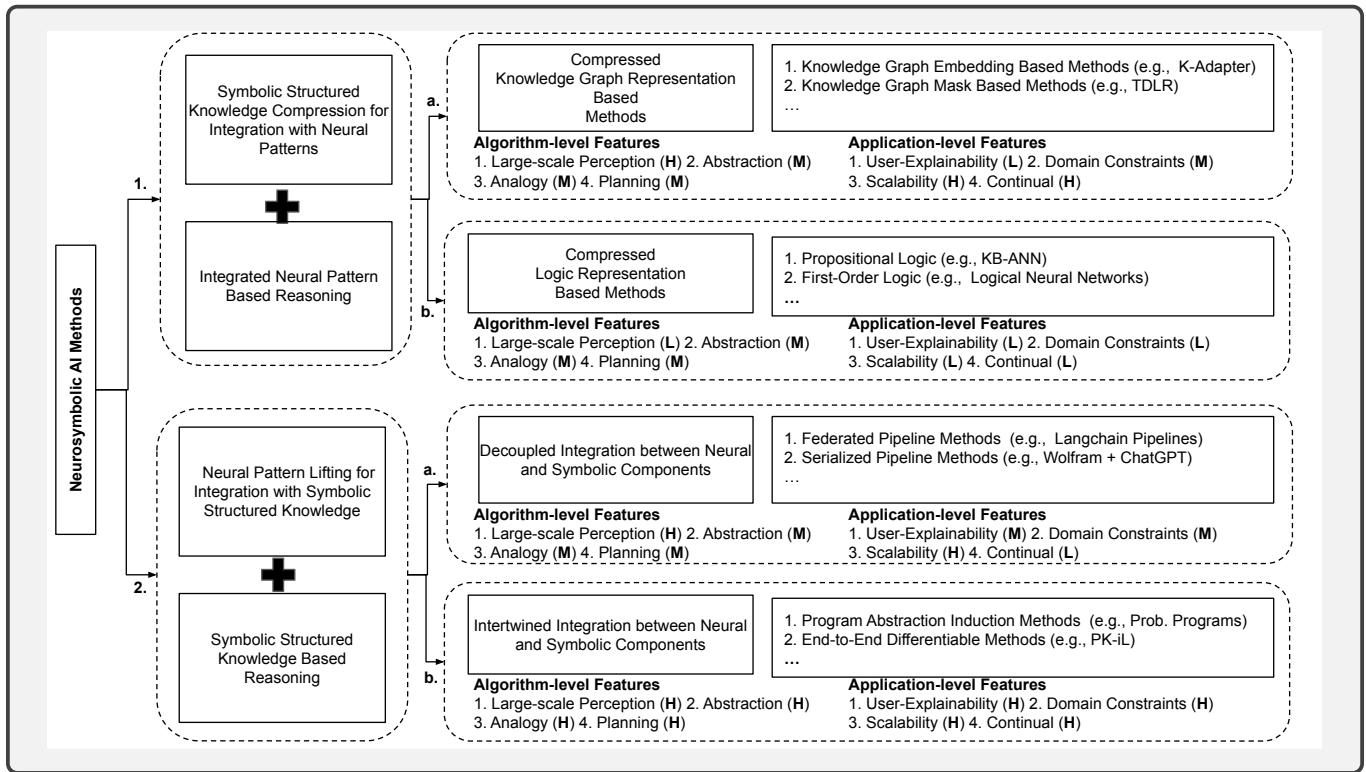 Neurosymbolic AI Methods
1.
Symbolic Structured
Knowledge Compression for
Integration with Neural
Patterns
Integrated Neural Pattern
Based Reasoning
a.
Compressed
Knowledge Graph Representation
Based
Methods
1. Knowledge Graph Embedding Based Methods (e.g., K-Adapter)
2. Knowledge Graph Mask Based Methods (e.g., TDLR)
…
Algorithm-level Features
1. Large-scale Perception (H) 2. Abstraction (M)
3. Analogy (M) 4. Planning (M)
Application-level Features
1. User-Explainability (L) 2. Domain Constraints (M)
3. Scalability (H) 4. Continual (H)
b.
Compressed
Logic Representation
Based Methods
1. Propositional Logic (e.g., KB-ANN)
2. First-Order Logic (e.g., Logical Neural Networks)
…
Algorithm-level Features
1. Large-scale Perception (L) 2. Abstraction (M)
3. Analogy (M) 4. Planning (M)
Application-level Features
1. User-Explainability (L) 2. Domain Constraints (L)
3. Scalability (L) 4. Continual (L)
2.
Neural Pattern Lifting for
Integration with Symbolic
Structured Knowledge
Symbolic Structured
Knowledge Based
Reasoning
a.
Decoupled Integration between Neural
and Symbolic Components
1. Federated Pipeline Methods (e.g., Langchain Pipelines)
2. Serialized Pipeline Methods (e.g., Wolfram + ChatGPT)
…
Algorithm-level Features
1. Large-scale Perception (H) 2. Abstraction (M)
3. Analogy (M) 4. Planning (M)
Application-level Features
1. User-Explainability (M) 2. Domain Constraints (M)
3. Scalability (H) 4. Continual (L)
b.
Intertwined Integration between Neural
and Symbolic Components
1. Program Abstraction Induction Methods (e.g., Prob. Programs)
2. End-to-End Differentiable Methods (e.g., PK-iL)
…
Algorithm-level Features
1. Large-scale Perception (H) 2. Abstraction (H)
3. Analogy (H) 4. Planning (H)
Application-level Features
1. User-Explainability (H) 2. Domain Constraints (H)
3. Scalability (H) 4. Continual (H)